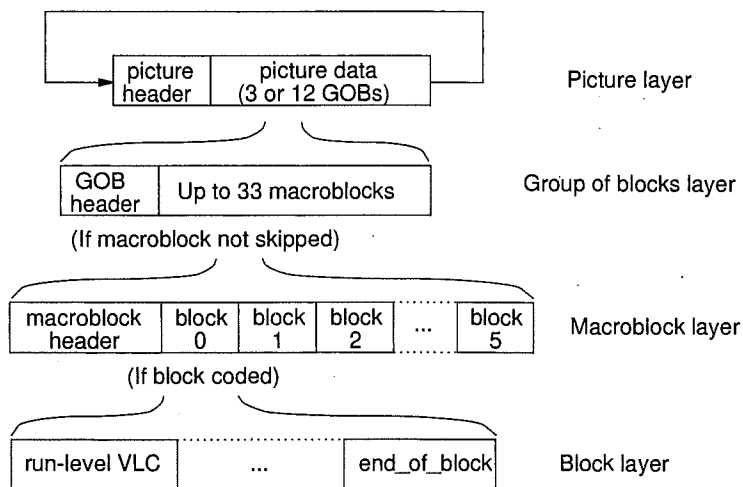 picture header
picture data (3 or 12 GOBs)
Picture layer
GOB header
Up to 33 macroblocks
Group of blocks layer
(If macroblock not skipped)
macroblock header
block 0
block 1
block 2
...
block 5
Macroblock layer
(If block coded)
run-level VLC
...
end_of_block
Block layer